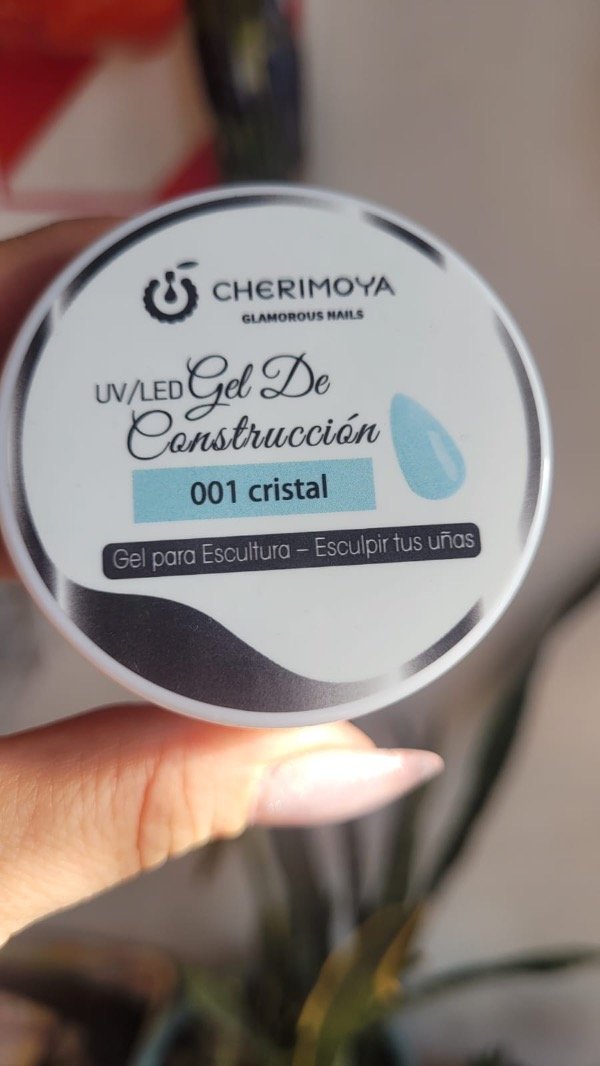 CHERIMOYA
GLAMOROUS NAILS
UV/LED Gel De
Construcción
001 cristal
Gel para Escultura – Esculpir tus uñas